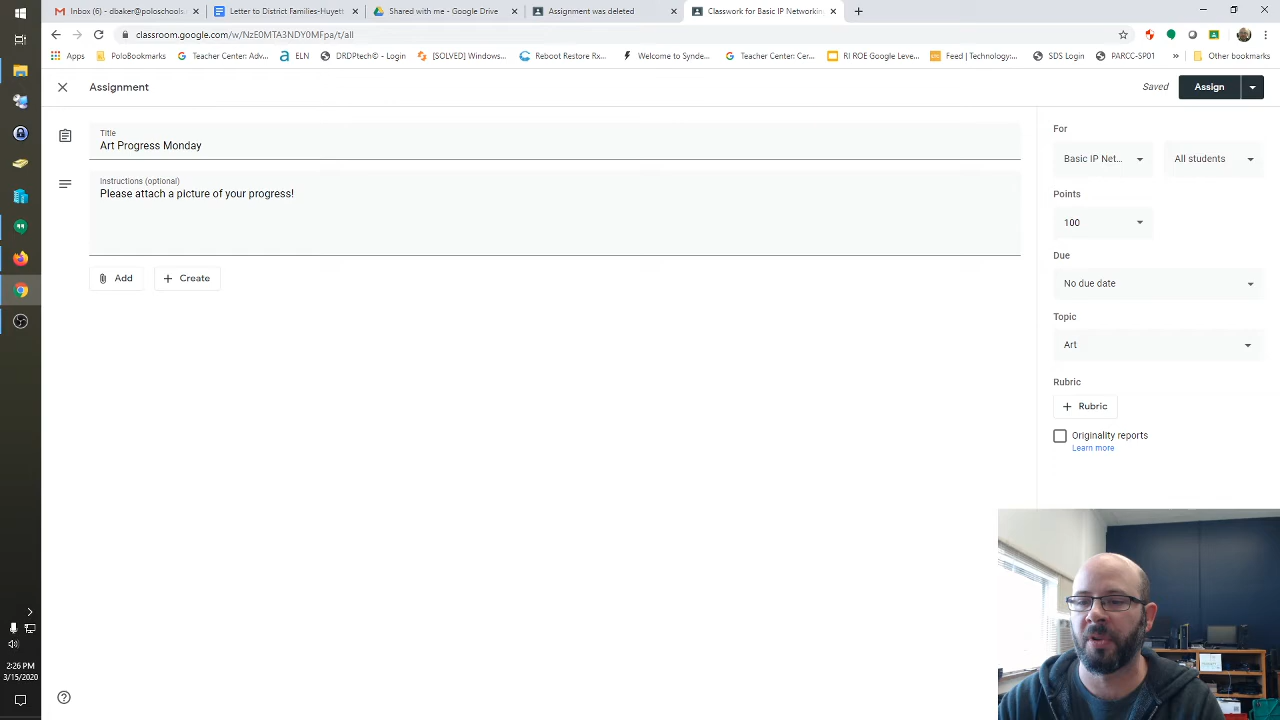 Inbox (6) - dbaker@poloschools
Letter to District Families-Huyett
Shared with me - Google Drive
Assignment was deleted
Classwork for Basic IP Networkin
classroom.google.com/w/NzE0MTA3NDY0MFpa/t/all
Apps
PoloBookmarks
Teacher Center: Adv...
ELN
DRDPtech© - Login
[SOLVED] Windows...
Reboot Restore Rx...
Welcome to Synde...
Teacher Center: Cer...
RI ROE Google Leve...
Feed | Technology:...
SDS Login
PARCC-SP01
»
Other bookmarks
Assignment
Saved
Assign
Title
Art Progress Monday
Instructions (optional)
Please attach a picture of your progress!
Add
Create
For
Basic IP Net...
All students
Points
100
Due
No due date
Topic
Art
Rubric
Rubric
Originality reports
Learn more
2:26 PM
3/15/2020